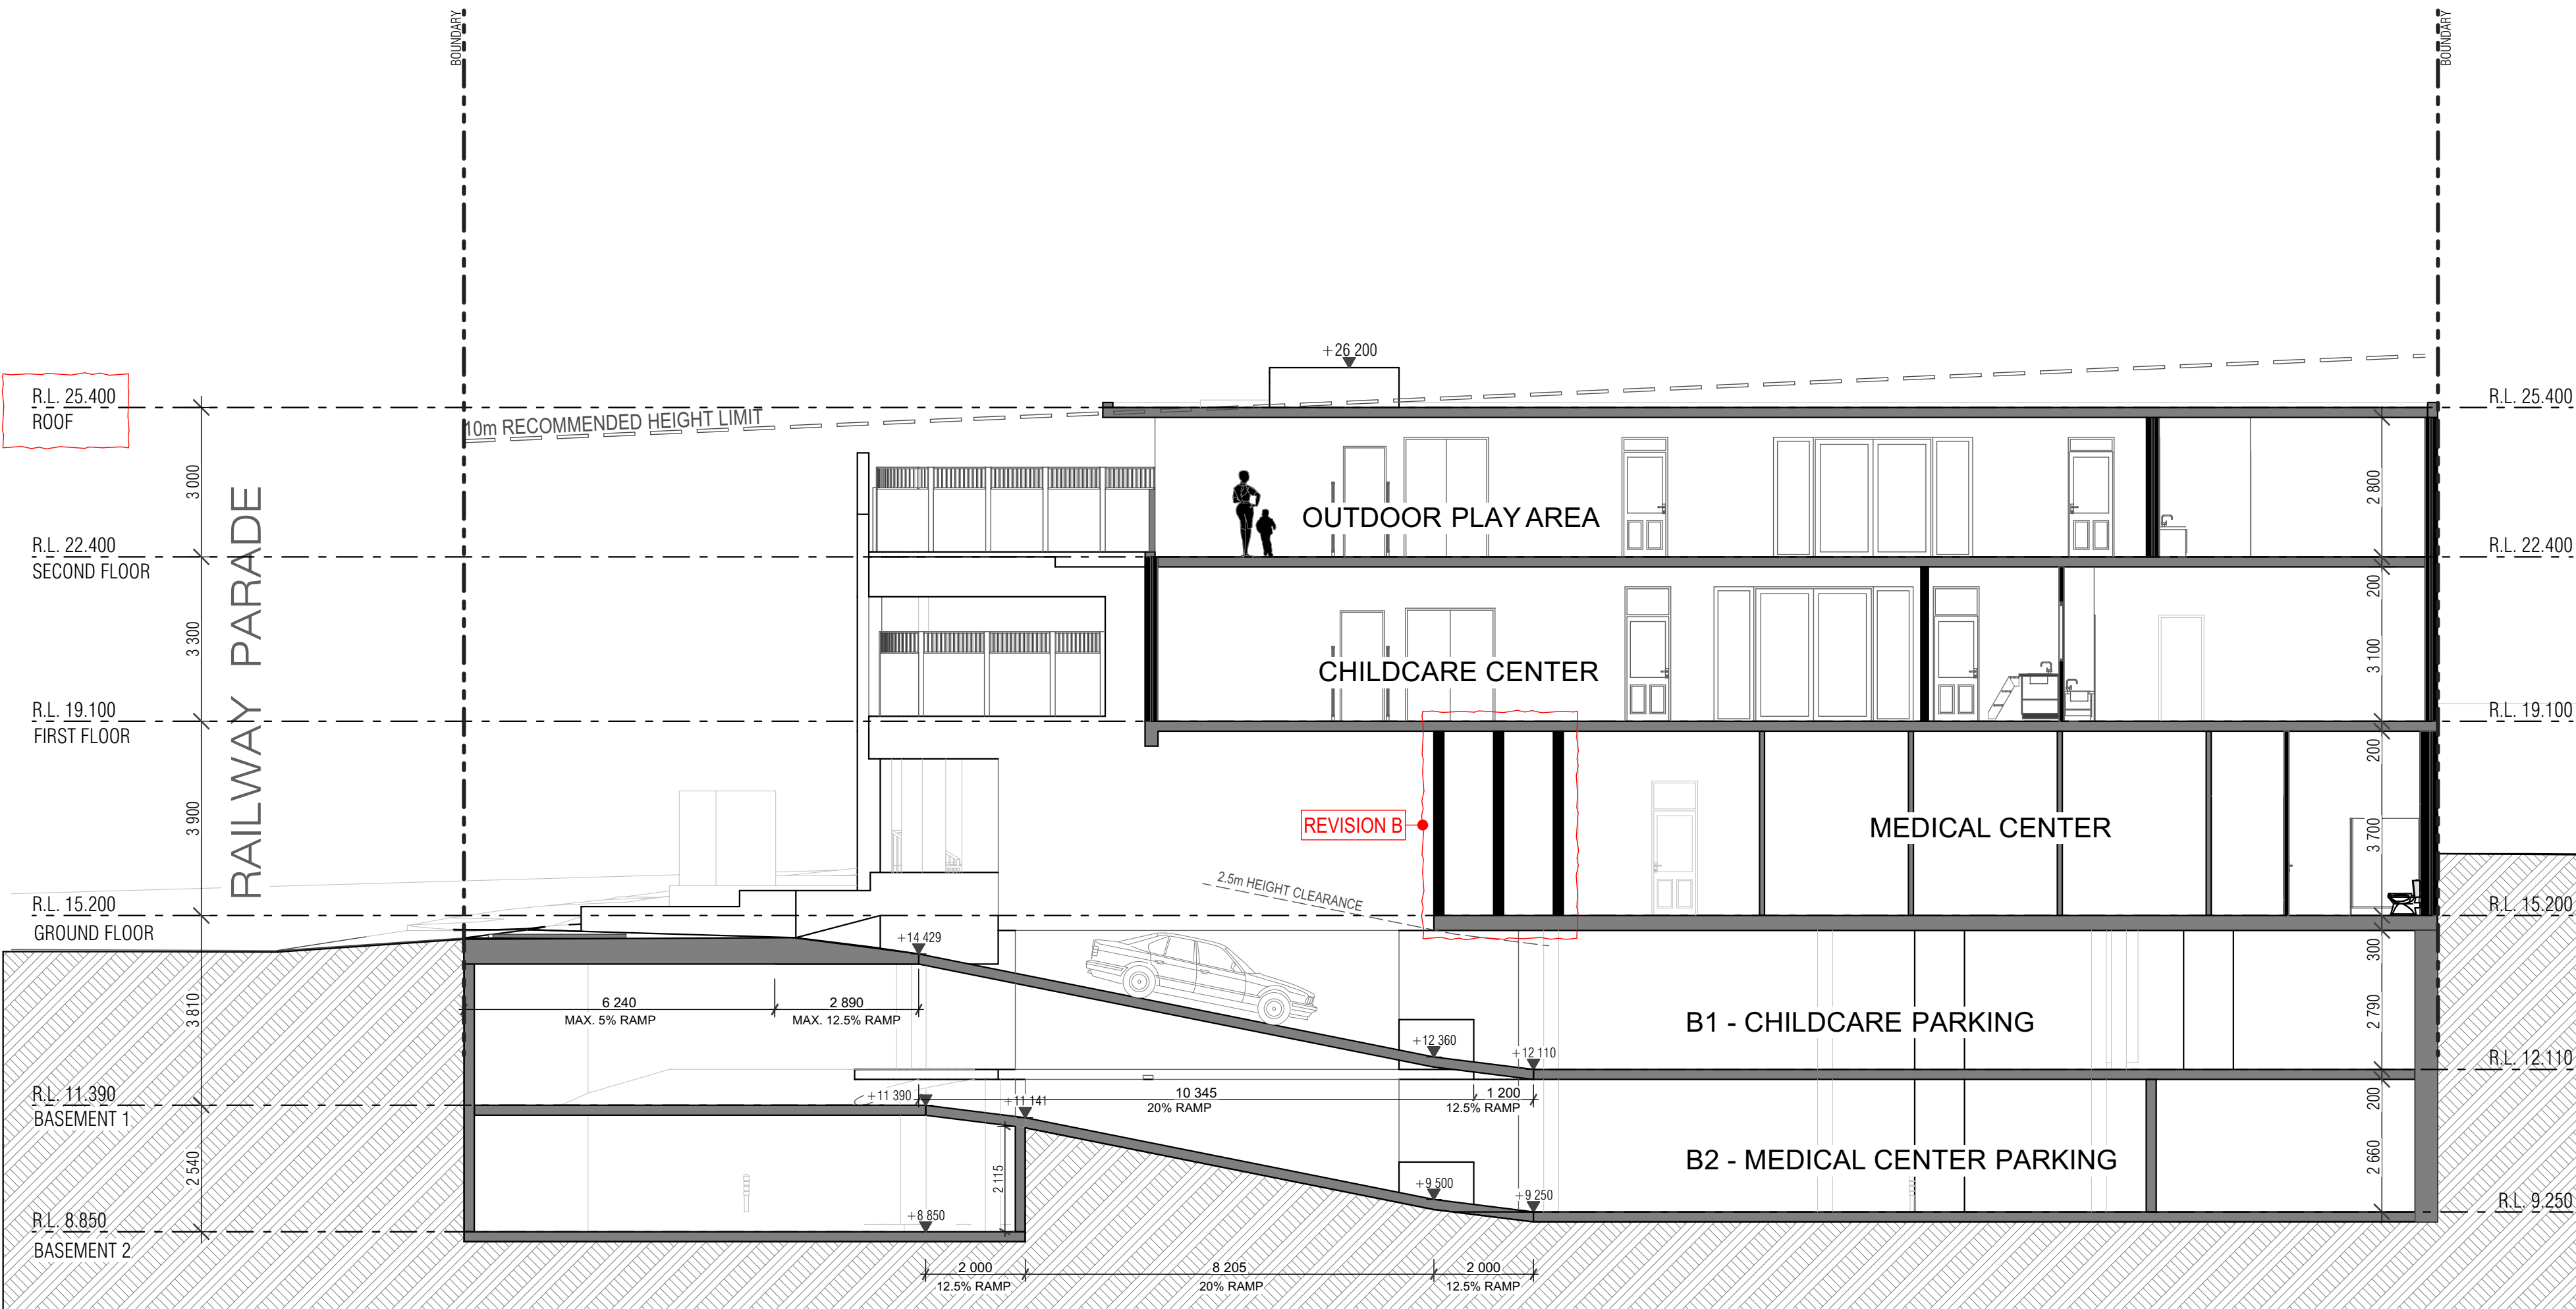 BOUNDARY
BOUNDARY
+26 200
R.L. 25.400
ROOF
R.L. 25.400
10m RECOMMENDED HEIGHT LIMIT
3 000
2 800
OUTDOOR PLAY AREA
RAILWAY PARADE
R.L. 22.400
SECOND FLOOR
R.L. 22.400
200
3 300
3 100
CHILDCARE CENTER
R.L. 19.100
FIRST FLOOR
R.L. 19.100
200
3 900
3 700
REVISION B
MEDICAL CENTER
2.5m HEIGHT CLEARANCE
R.L. 15.200
GROUND FLOOR
R.L. 15.200
+14 429
300
6 240
MAX. 5% RAMP
2 890
MAX. 12.5% RAMP
3 810
2 790
B1 - CHILDCARE PARKING
+12 360
+12 110
R.L. 12.110
R.L. 11.390
BASEMENT 1
+11 390
+11 141
10 345
20% RAMP
1 200
12.5% RAMP
200
2 540
2 115
2 660
B2 - MEDICAL CENTER PARKING
+9 500
+9 250
R.L. 9.250
R.L. 8.850
BASEMENT 2
+8 850
2 000
12.5% RAMP
8 205
20% RAMP
2 000
12.5% RAMP